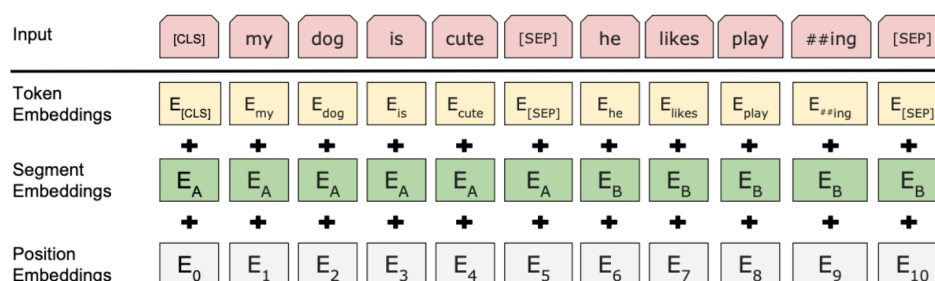 Input [CLS] my dog is cute [SEP] he likes play ##ing [SEP]
Token
Embeddings E[CLS] Emy Edog Eis Ecute E[SEP] Ehe Elikes Eplay E##ing E[SEP]
+ + + + + + + + + + +
Segment
Embeddings EA EA EA EA EA EA EB EB EB EB EB
+ + + + + + + + + + +
Position
Embeddings E0 E1 E2 E3 E4 E5 E6 E7 E8 E9 E10